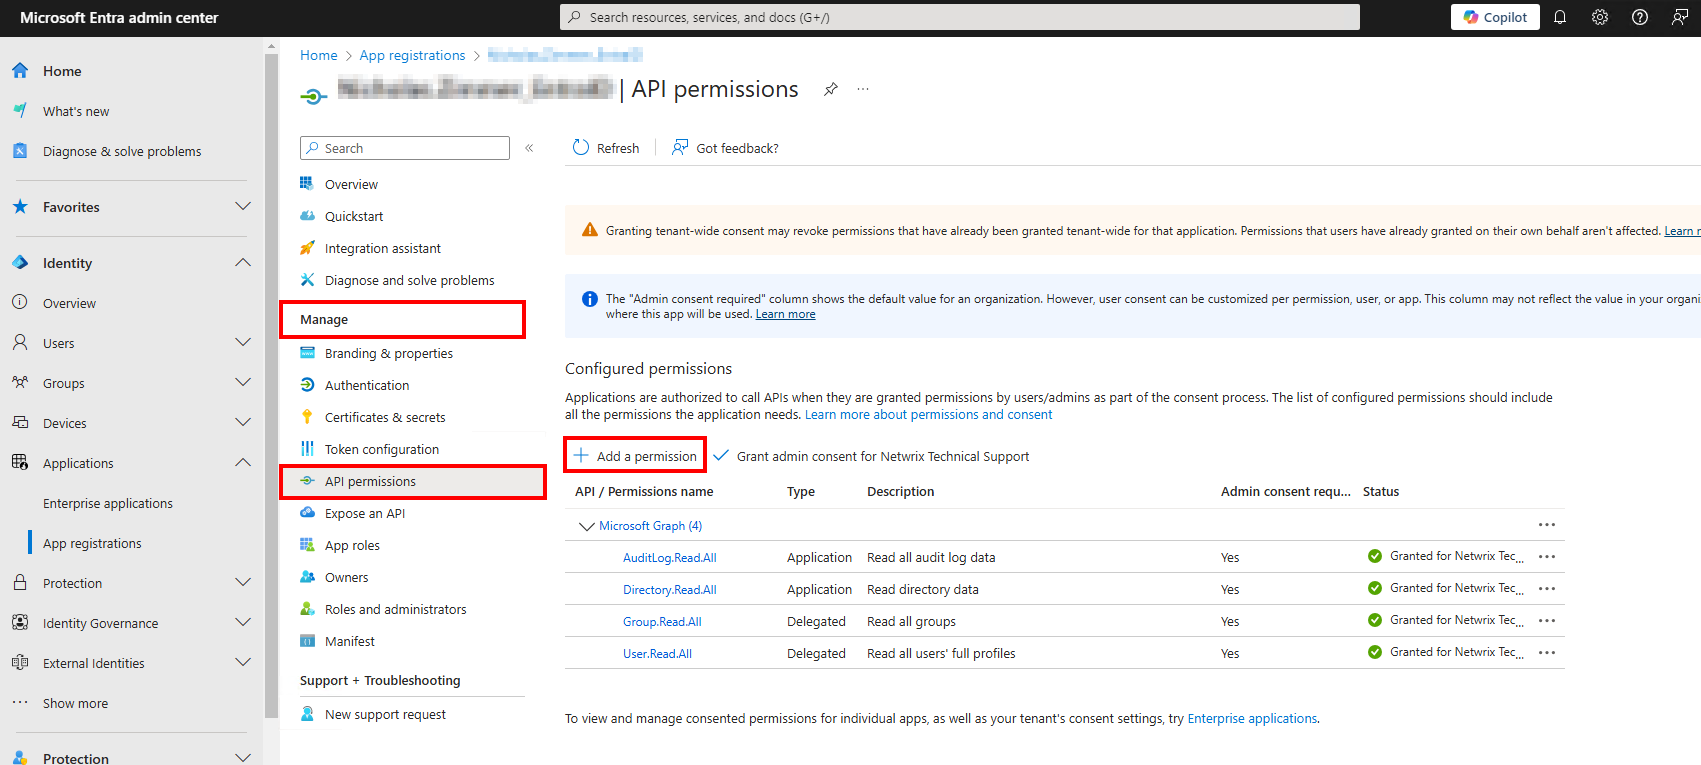 Microsoft Entra admin center
Search resources, services, and docs (G+/)
Copilot
Home
What's new
Diagnose & solve problems
Favorites
Identity
Overview
Users
Groups
Devices
Applications
Enterprise applications
App registrations
Protection
Identity Governance
External Identities
Show more
Protection
Home > App registrations >
| API permissions
Search
Overview
Quickstart
Integration assistant
Diagnose and solve problems
Manage
Branding & properties
Authentication
Certificates & secrets
Token configuration
API permissions
Expose an API
App roles
Owners
Roles and administrators
Manifest
Support + Troubleshooting
New support request
Refresh
Got feedback?
Granting tenant-wide consent may revoke permissions that have already been granted tenant-wide for that application. Permissions that users have already granted on their own behalf aren't affected. Learn
The "Admin consent required" column shows the default value for an organization. However, user consent can be customized per permission, user, or app. This column may not reflect the value in your
where this app will be used. Learn more
Configured permissions
Applications are authorized to call APIs when they are granted permissions by users/admins as part of the consent process. The list of configured permissions should include
all the permissions the application needs. Learn more about permissions and consent
Add a permission
Grant admin consent for Netwrix Technical Support
API / Permissions name Type Description Admin consent requ... Status
Microsoft Graph (4)
AuditLog.Read.All Application Read all audit log data Yes Granted for Netwrix Tec...
Directory.Read.All Application Read directory data Yes Granted for Netwrix Tec...
Group.Read.All Delegated Read all groups Yes Granted for Netwrix Tec...
User.Read.All Delegated Read all users' full profiles Yes Granted for Netwrix Tec...
To view and manage consented permissions for individual apps, as well as your tenant's consent settings, try Enterprise applications.